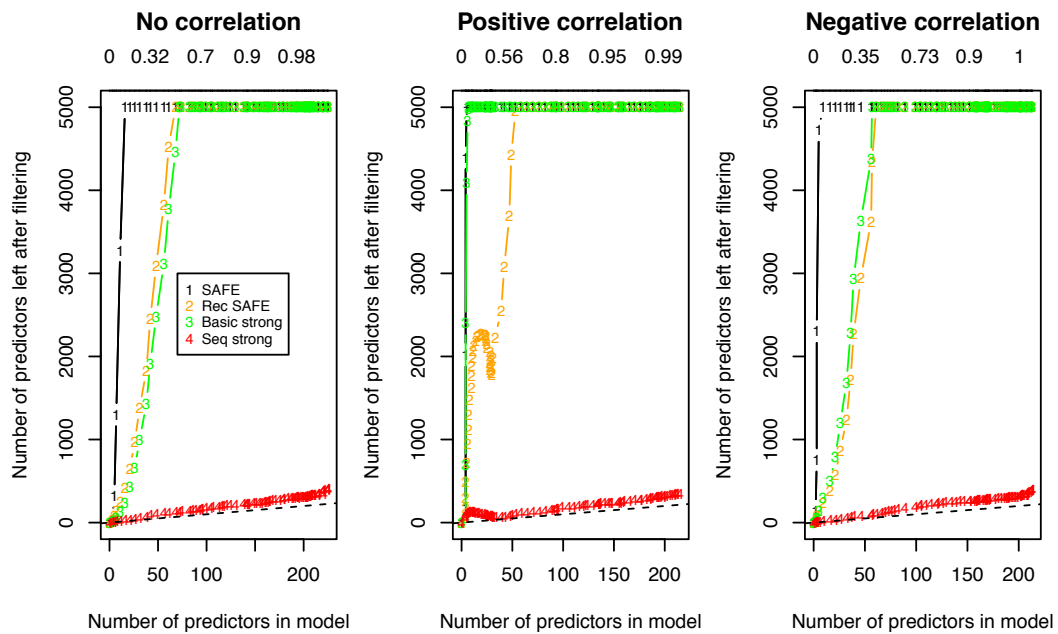 No correlation
0 0.32 0.7 0.9 0.98
Number of predictors left after filtering
5000
4000
3000
2000
1000
0
1 SAFE
2 Rec SAFE
3 Basic strong
4 Seq strong
0 50 100 150 200
Number of predictors in model
Positive correlation
0 0.56 0.8 0.95 0.99
Number of predictors left after filtering
5000
4000
3000
2000
1000
0
0 50 100 150 200
Number of predictors in model
Negative correlation
0 0.35 0.73 0.9 1
Number of predictors left after filtering
5000
4000
3000
2000
1000
0
0 50 100 150 200
Number of predictors in model